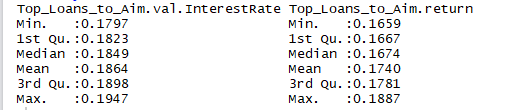 Top_Loans_to_Aim.val.InterestRate Top_Loans_to_Aim.return
Min.   :0.1797 Min.   :0.1659
1st Qu.:0.1823 1st Qu.:0.1667
Median :0.1849 Median :0.1674
Mean   :0.1864 Mean   :0.1740
3rd Qu.:0.1898 3rd Qu.:0.1781
Max.   :0.1947 Max.   :0.1887